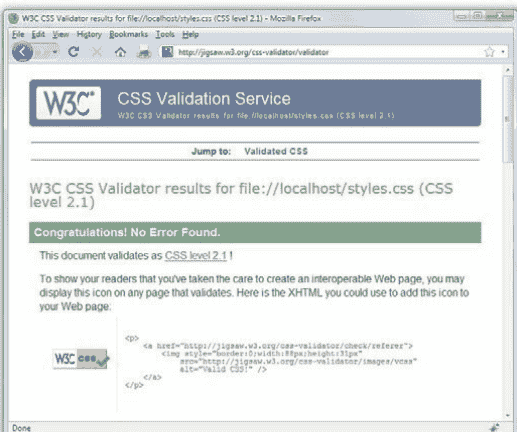 W3C CSS Validator results for file://localhost/styles.css (CSS level 2.1) - Mozilla Firefox
File Edit View History Bookmarks Tools Help
http://jigsaw.w3.org/css-validator/validator
W3C® CSS Validation Service
W3C CSS Validator results for file://localhost/styles.css (CSS level 2.1)
Jump to: Validated CSS
W3C CSS Validator results for file://localhost/styles.css (CSS
level 2.1)
Congratulations! No Error Found.
This document validates as CSS level 2.1 !
To show your readers that you've taken the care to create an interoperable Web page, you may
display this icon on any page that validates. Here is the XHTML you could use to add this icon to
your Web page:
<p>
<a href="http://jigsaw.w3.org/css-validator/check/referer">
<img style="border:0;width:88px;height:31px"
src="http://jigsaw.w3.org/css-validator/images/vcss"
alt="Valid CSS!" />
</a>
</p>
W3C css
Done